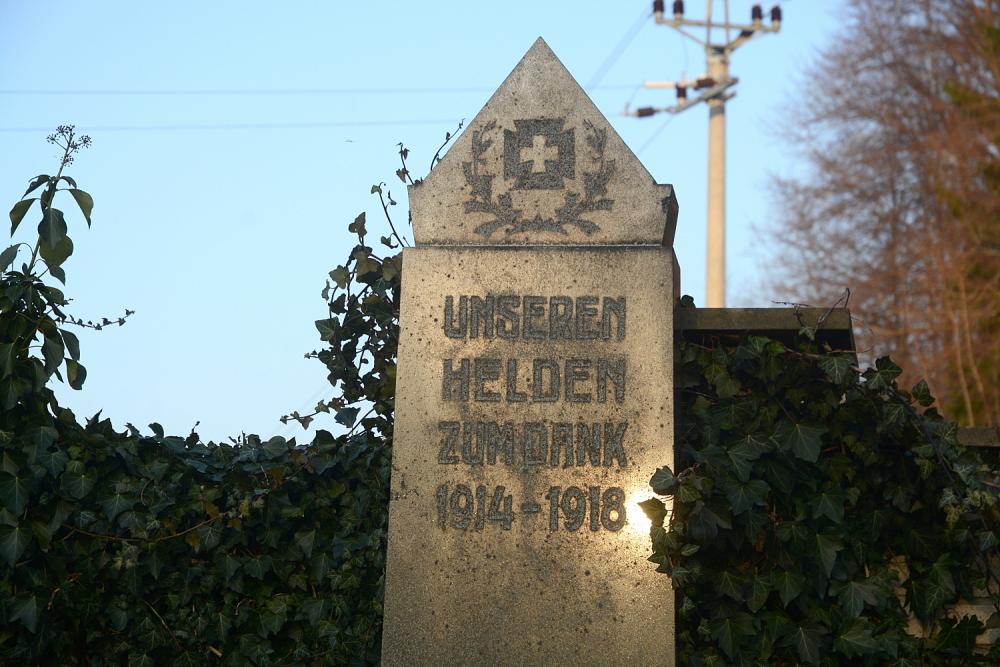 UNSEREN
HELDEN
ZUM DANK
1914-1918